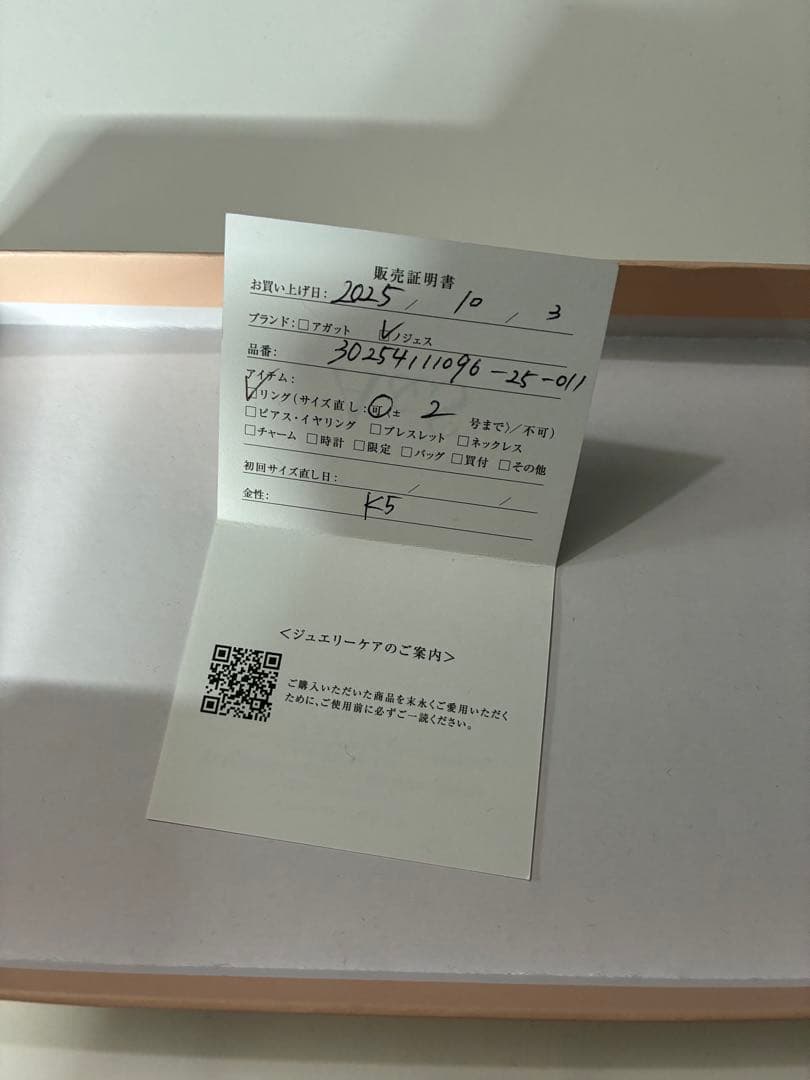 販売証明書
お買い上げ日: 2025 / 10 / 3
ブランド: □アガット ☑ノジェス
品番: 30254111096-25-011
アイテム:
☑リング(サイズ直し:可(± 2 号まで)/不可)
□ピアス・イヤリング □ブレスレット □ネックレス
□チャーム □時計 □限定 □バッグ □買付 □その他
初回サイズ直し日: / /
金性: K5
<ジュエリーケアのご案内>
ご購入いただいた商品を末永くご愛用いただく
ために、ご使用前に必ずご一読ください。